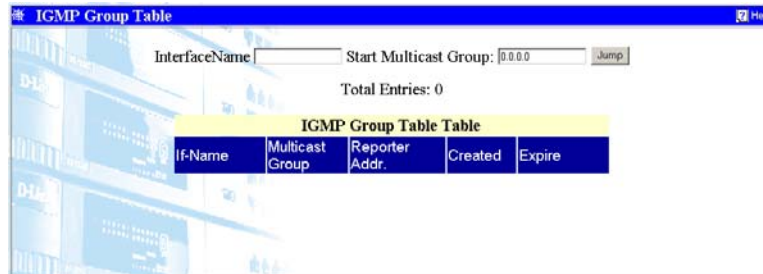 IGMP Group Table
He
InterfaceName Start Multicast Group: 0.0.0.0 Jump
Total Entries: 0
IGMP Group Table Table
If-Name Multicast Group Reporter Addr. Created Expire